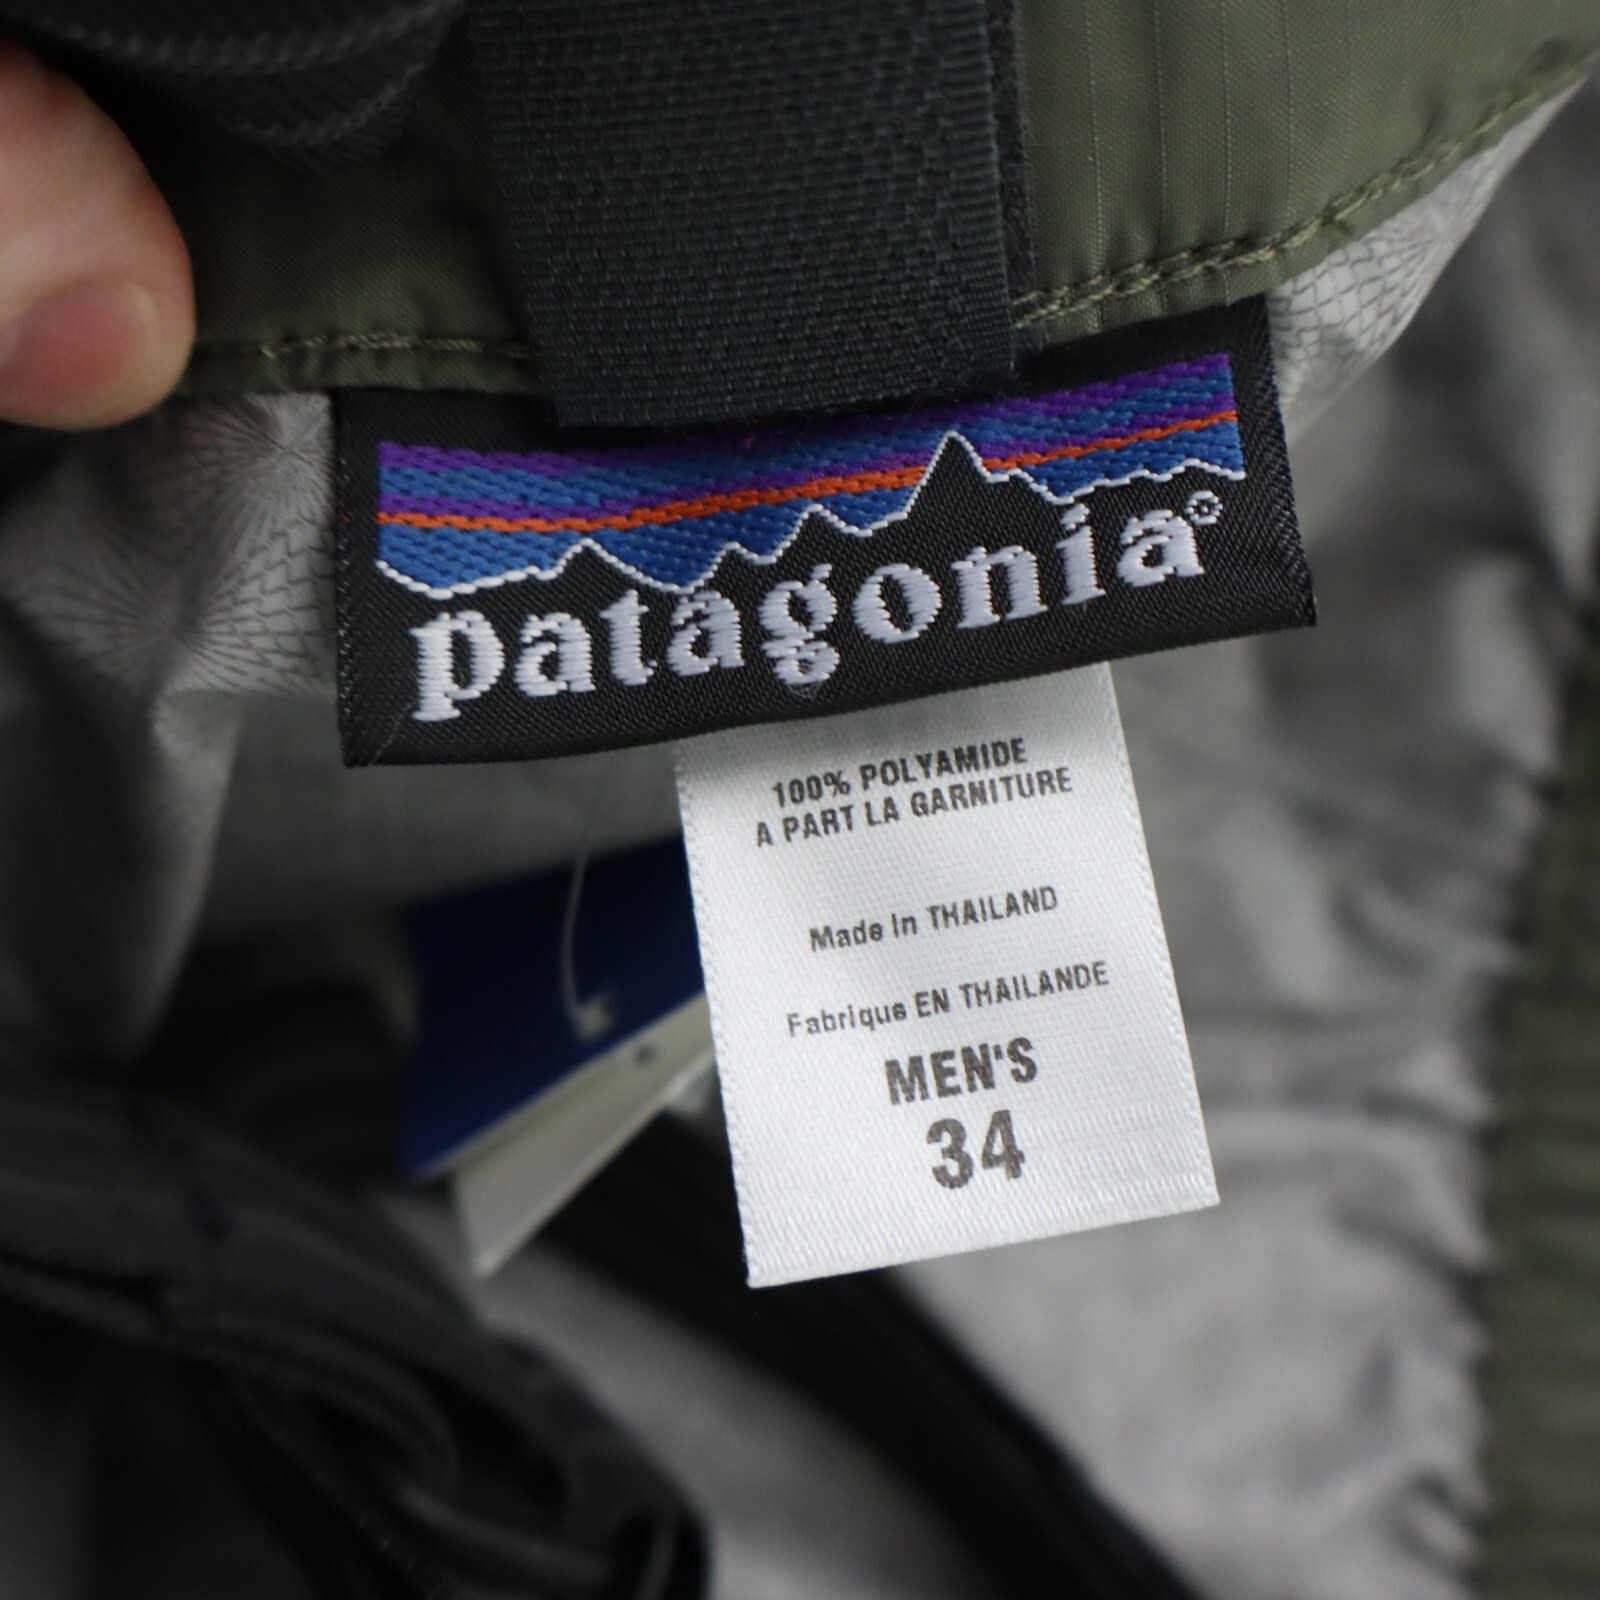 patagonia®
100% POLYAMIDE
A PART LA GARNITURE
Made In THAILAND
Fabrique EN THAILANDE
MEN'S
34